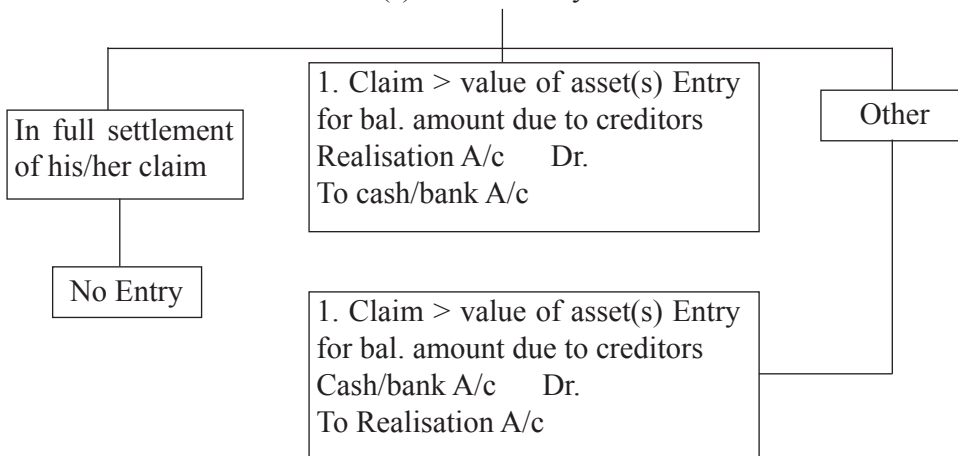 In full settlement
of his/her claim
No Entry
1. Claim > value of asset(s) Entry
for bal. amount due to creditors
Realisation A/c Dr.
To cash/bank A/c
Other
1. Claim > value of asset(s) Entry
for bal. amount due to creditors
Cash/bank A/c Dr.
To Realisation A/c